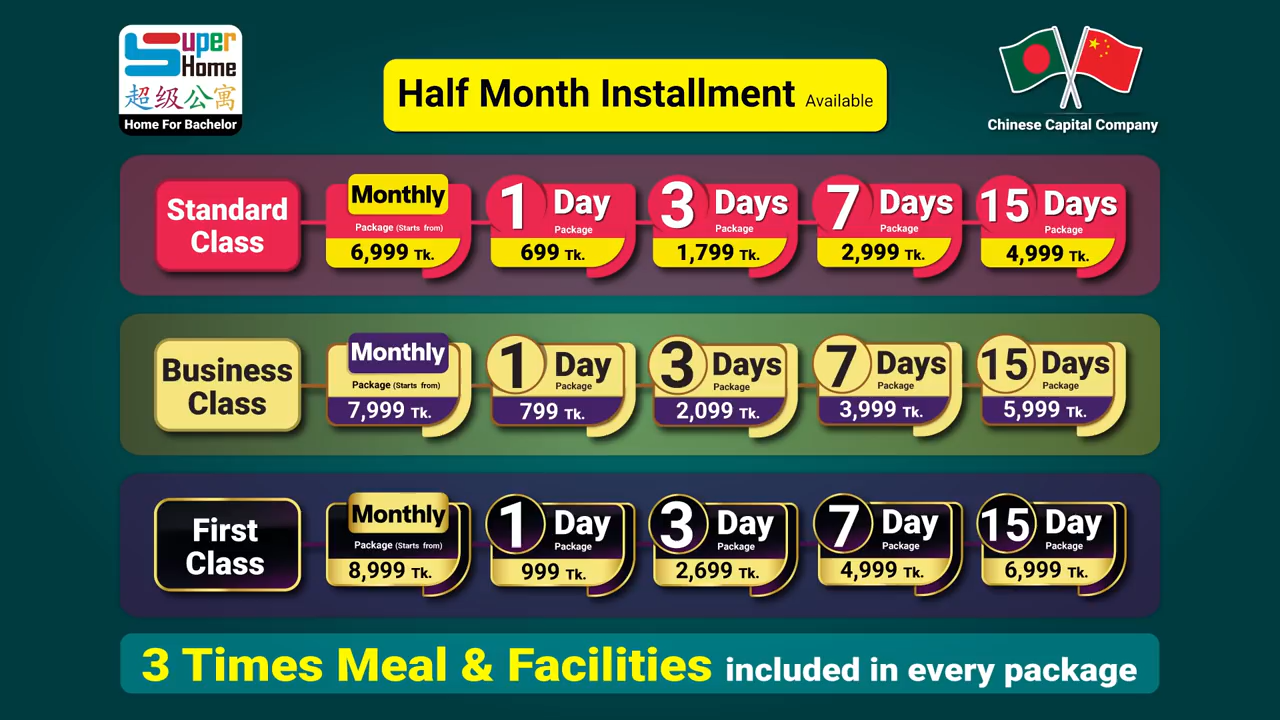 Super
Home
超级公寓
Home For Bachelor
Half Month Installment Available
Chinese Capital Company
Standard
Class
Monthly
Package (Starts from)
6,999 Tk.
1 Day
Package
699 Tk.
3 Days
Package
1,799 Tk.
7 Days
Package
2,999 Tk.
15 Days
Package
4,999 Tk.
Business
Class
Monthly
Package (Starts from)
7,999 Tk.
1 Day
Package
799 Tk.
3 Days
Package
2,099 Tk.
7 Days
Package
3,999 Tk.
15 Days
Package
5,999 Tk.
First
Class
Monthly
Package (Starts from)
8,999 Tk.
1 Day
Package
999 Tk.
3 Day
Package
2,699 Tk.
7 Day
Package
4,999 Tk.
15 Day
Package
6,999 Tk.
3 Times Meal & Facilities included in every package